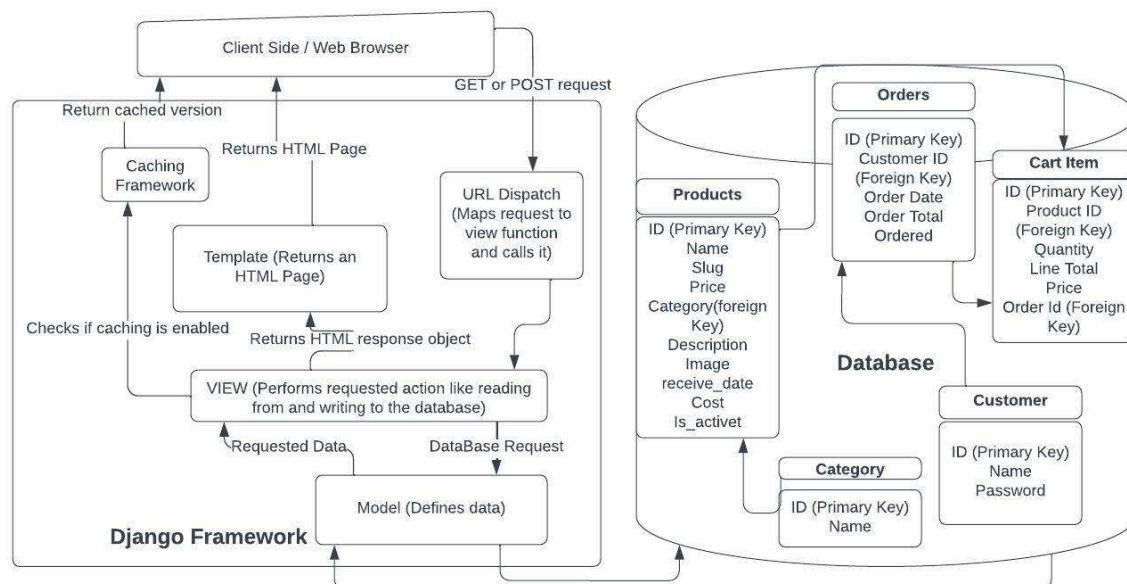 Client Side / Web Browser
GET or POST request
Return cached version
Caching
Framework
Returns HTML Page
URL Dispatch
(Maps request to
view function
and calls it)
Template (Returns an
HTML Page)
Checks if caching is enabled
Returns HTML response object
VIEW (Performs requested action like reading
from and writing to the database)
Requested Data
DataBase Request
Model (Defines data)
Django Framework
Orders
ID (Primary Key)
Customer ID
(Foreign Key)
Order Date
Order Total
Ordered
Cart Item
ID (Primary Key)
Product ID
(Foreign Key)
Quantity
Line Total
Price
Order Id (Foreign
Key)
Products
ID (Primary Key)
Name
Slug
Price
Category(foreign
Key)
Description
Image
receive_date
Cost
Is_activet
Database
Customer
ID (Primary Key)
Name
Password
Category
ID (Primary Key)
Name